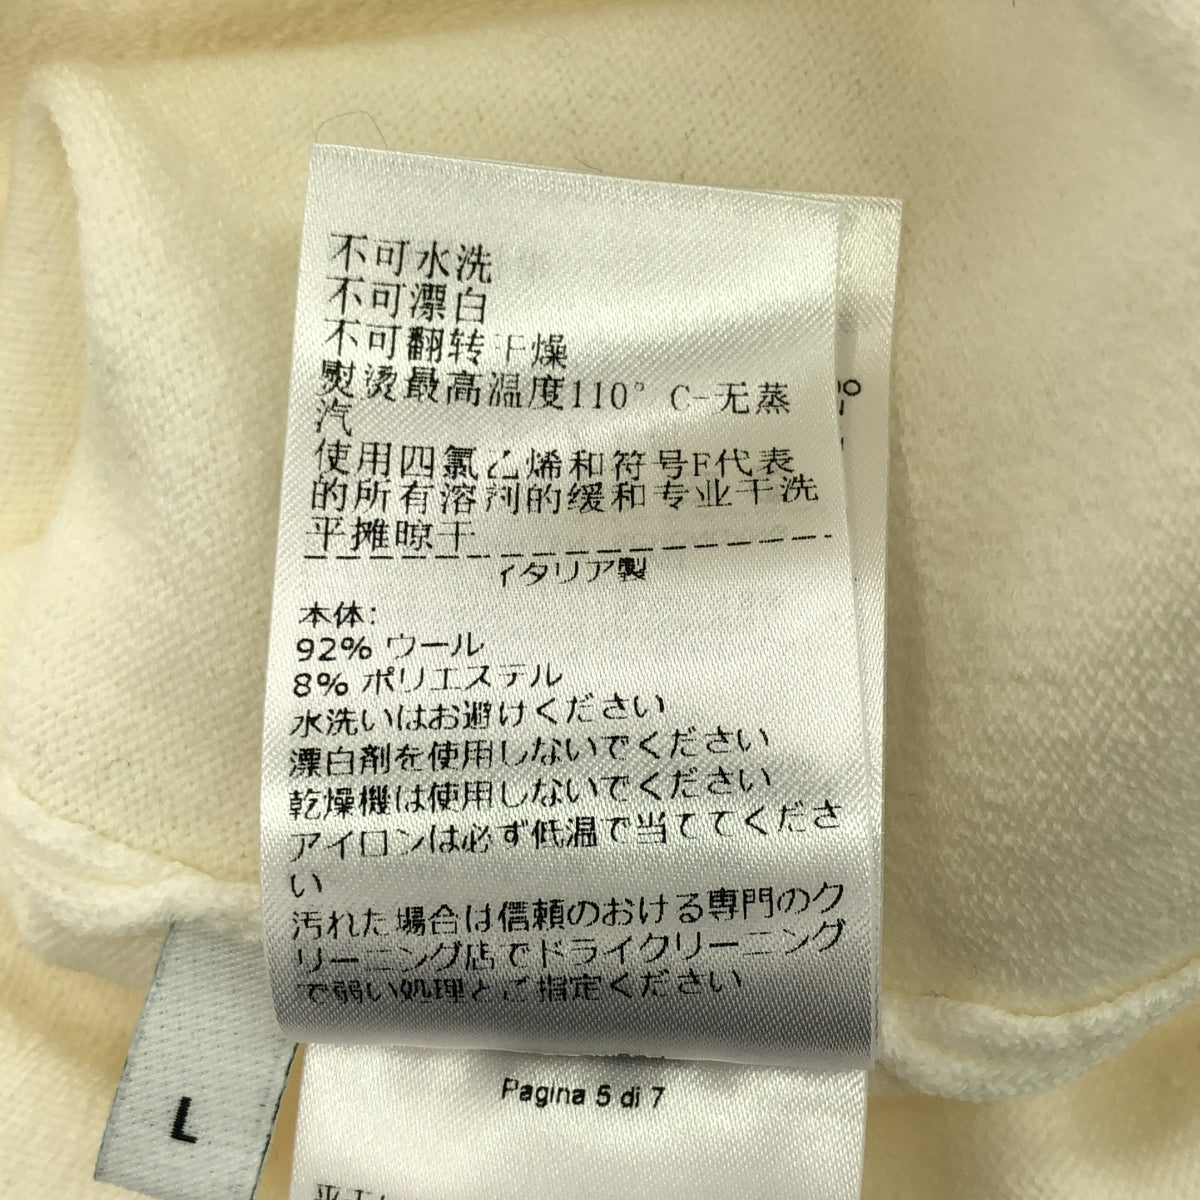 不可水洗
不可漂白
不可翻转干燥
熨烫最高温度110° C-无蒸
汽
使用四氯乙烯和符号F代表
的所有溶剂的缓和专业干洗
平摊晾干
イタリア製
本体:
92% ウール
8% ポリエステル
水洗いはお避けください
漂白剤を使用しないでください
乾燥機は使用しないでください
アイロンは必ず低温で当ててくださ
い
汚れた場合は信頼のおける専門のク
リーニング店でドライクリーニング
で弱い処理とご指定ください
Pagina 5 di 7
L